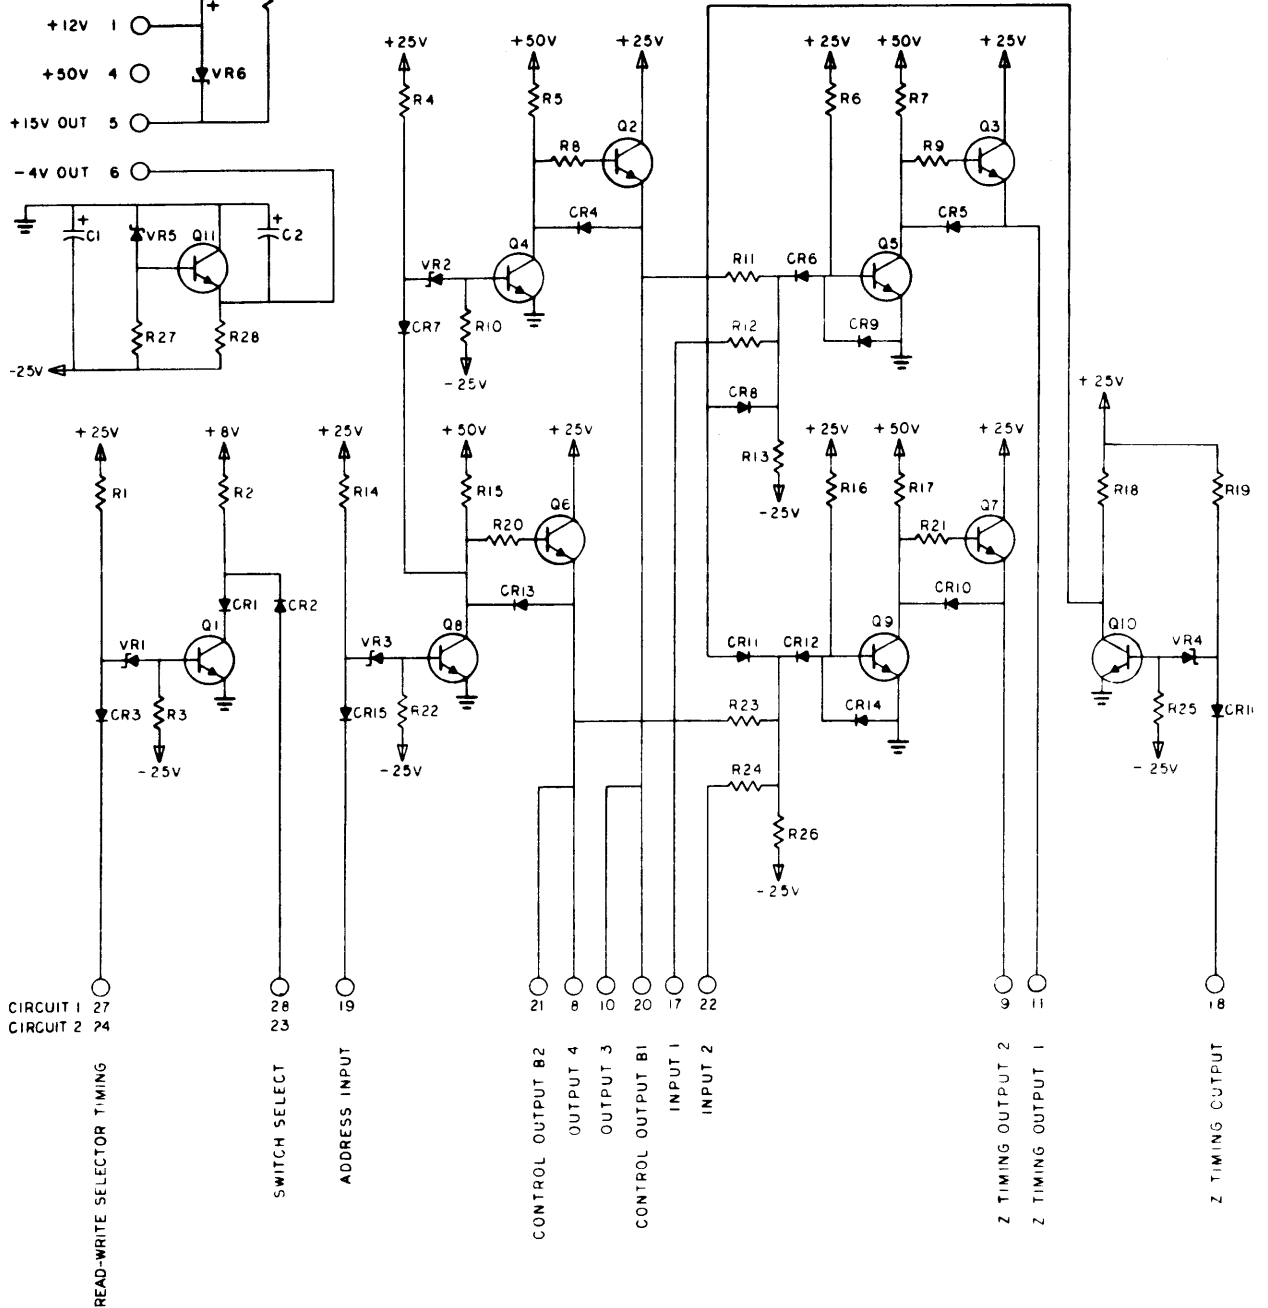 +
+12V 1
+50V 4
VR6
+15V OUT 5
-4V OUT 6
+
C1
VR5
Q11
+
C2
R27
R28
-25V
+25V
R4
+50V
R5
+25V
Q2
R8
CR4
Q4
VR2
R10
CR7
-25V
+25V
R6
+50V
R7
+25V
Q3
R9
CR5
Q5
R11
CR6
R12
CR9
CR8
R13
-25V
+25V
R1
+8V
R2
+25V
R14
+50V
R15
+25V
Q6
R20
CR13
CR1
CR2
Q1
VR1
CR3
R3
-25V
Q8
VR3
CR15
R22
-25V
+25V
R16
+50V
R17
+25V
Q7
R21
CR10
Q9
CR11
CR12
R23
CR14
R24
R26
-25V
+25V
R18
R19
Q10
VR4
R25
-25V
CIRCUIT 1 27 28 19 21 8 10 20 17 22 9 11 18
CIRCUIT 2 24 23
READ-WRITE SELECTOR TIMING
SWITCH SELECT
ADDRESS INPUT
CONTROL OUTPUT B2
OUTPUT 4
OUTPUT 3
CONTROL OUTPUT B1
INPUT 1
INPUT 2
Z TIMING OUTPUT 2
Z TIMING OUTPUT 1
Z TIMING OUTPUT